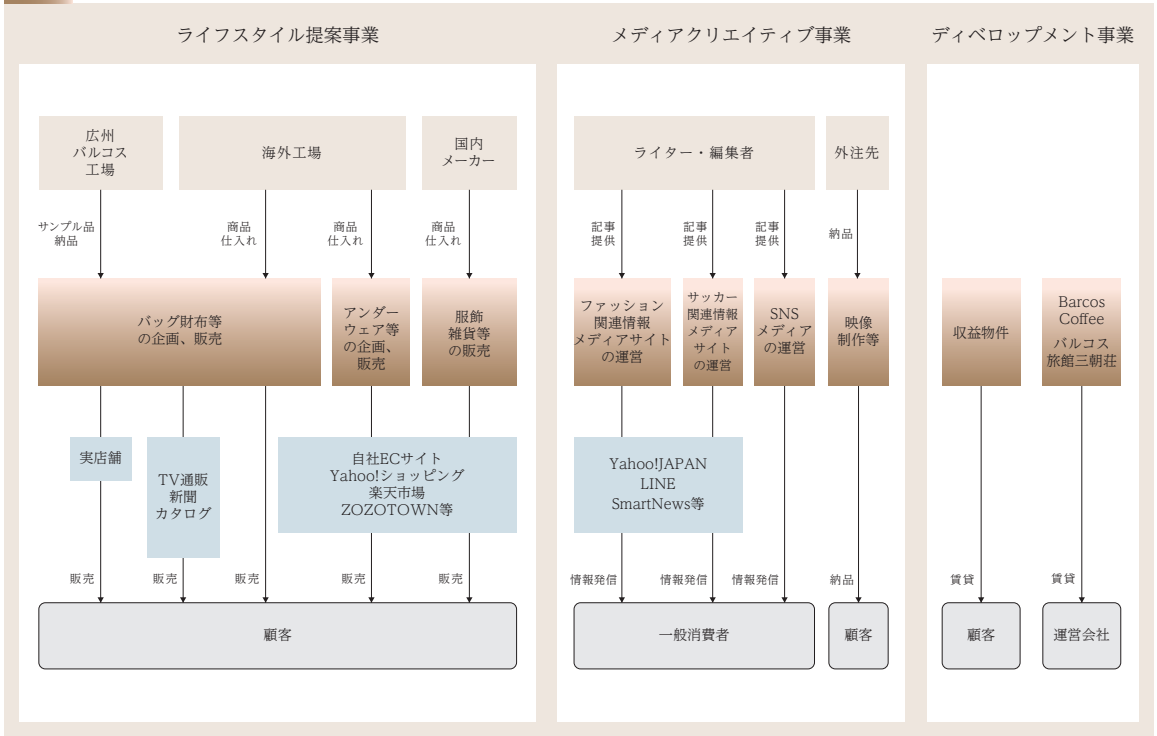 ライフスタイル提案事業
広州
バルコス
工場
海外工場
国内
メーカー
サンプル品
納品
商品
仕入れ
商品
仕入れ
商品
仕入れ
バッグ財布等
の企画、販売
アンダー
ウェア等
の企画、
販売
服飾
雑貨等
の販売
実店舗
TV通販
新聞
カタログ
自社ECサイト
Yahoo!ショッピング
楽天市場
ZOZOTOWN等
販売
販売
販売
販売
販売
顧客
メディアクリエイティブ事業
ライター・編集者
外注先
記事
提供
記事
提供
記事
提供
納品
ファッション
関連情報
メディアサイト
の運営
サッカー
関連情報
メディア
サイト
の運営
SNS
メディア
の運営
映像
制作等
Yahoo!JAPAN
LINE
SmartNews等
情報発信
情報発信
情報発信
納品
一般消費者
顧客
ディベロップメント事業
収益物件
Barcos
Coffee
バルコス
旅館三朝荘
賃貸
賃貸
顧客
運営会社